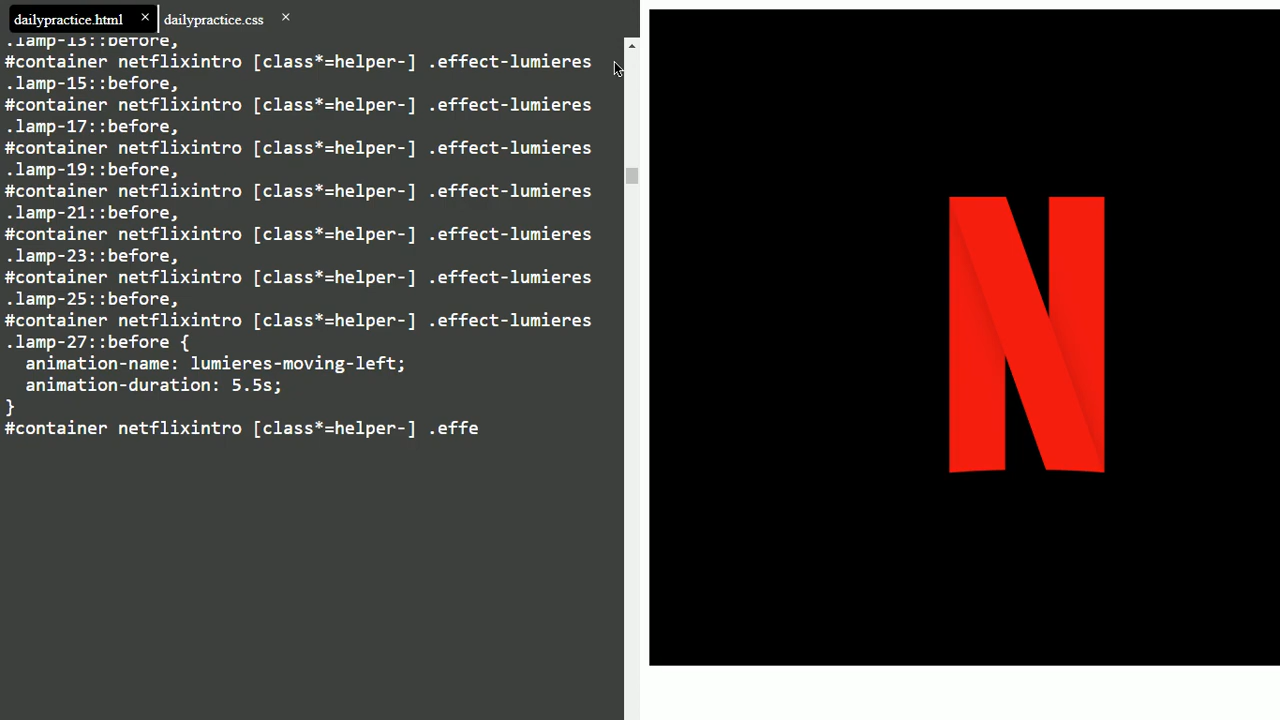 dailypractice.html × dailypractice.css ×
.lamp-13::before,
#container netflixintro [class*=helper-] .effect-lumieres
.lamp-15::before,
#container netflixintro [class*=helper-] .effect-lumieres
.lamp-17::before,
#container netflixintro [class*=helper-] .effect-lumieres
.lamp-19::before,
#container netflixintro [class*=helper-] .effect-lumieres
.lamp-21::before,
#container netflixintro [class*=helper-] .effect-lumieres
.lamp-23::before,
#container netflixintro [class*=helper-] .effect-lumieres
.lamp-25::before,
#container netflixintro [class*=helper-] .effect-lumieres
.lamp-27::before {
  animation-name: lumieres-moving-left;
  animation-duration: 5.5s;
}
#container netflixintro [class*=helper-] .effe
N